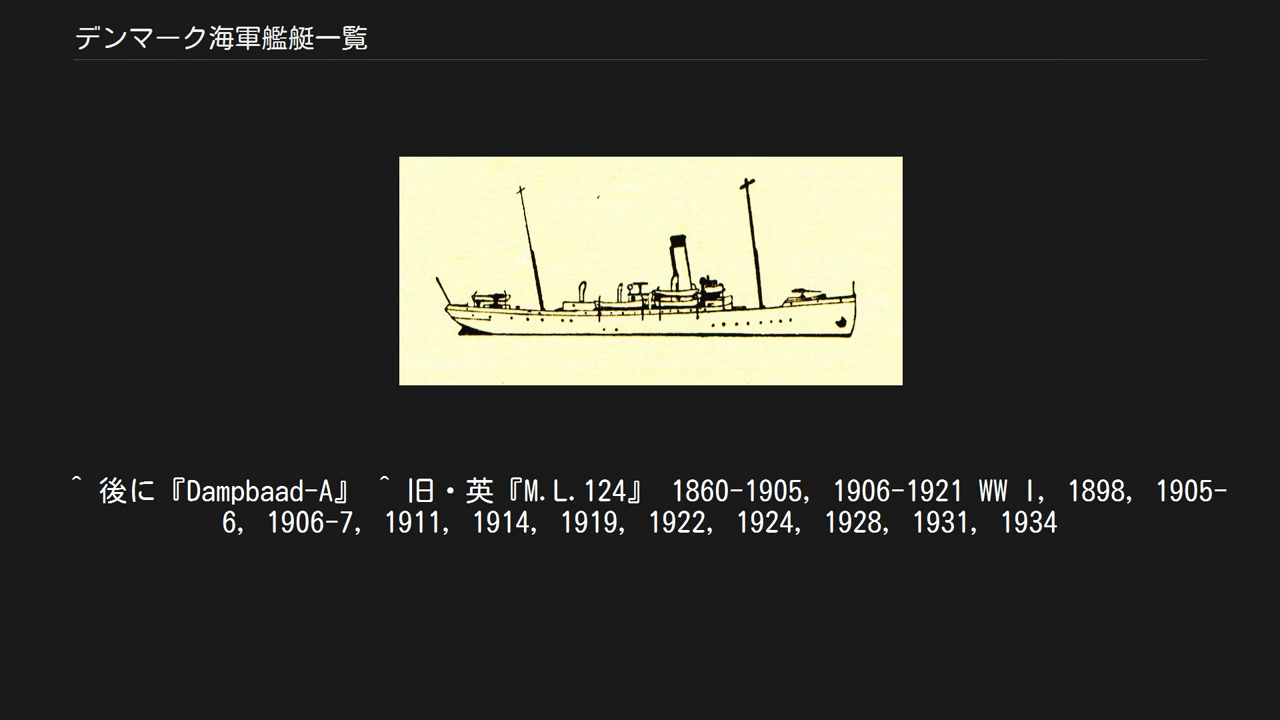 デンマーク海軍艦艇一覧
^ 後に『Dampbaad-A』 ^ 旧・英『M.L.124』 1860-1905, 1906-1921 WW I, 1898, 1905-
6, 1906-7, 1911, 1914, 1919, 1922, 1924, 1928, 1931, 1934